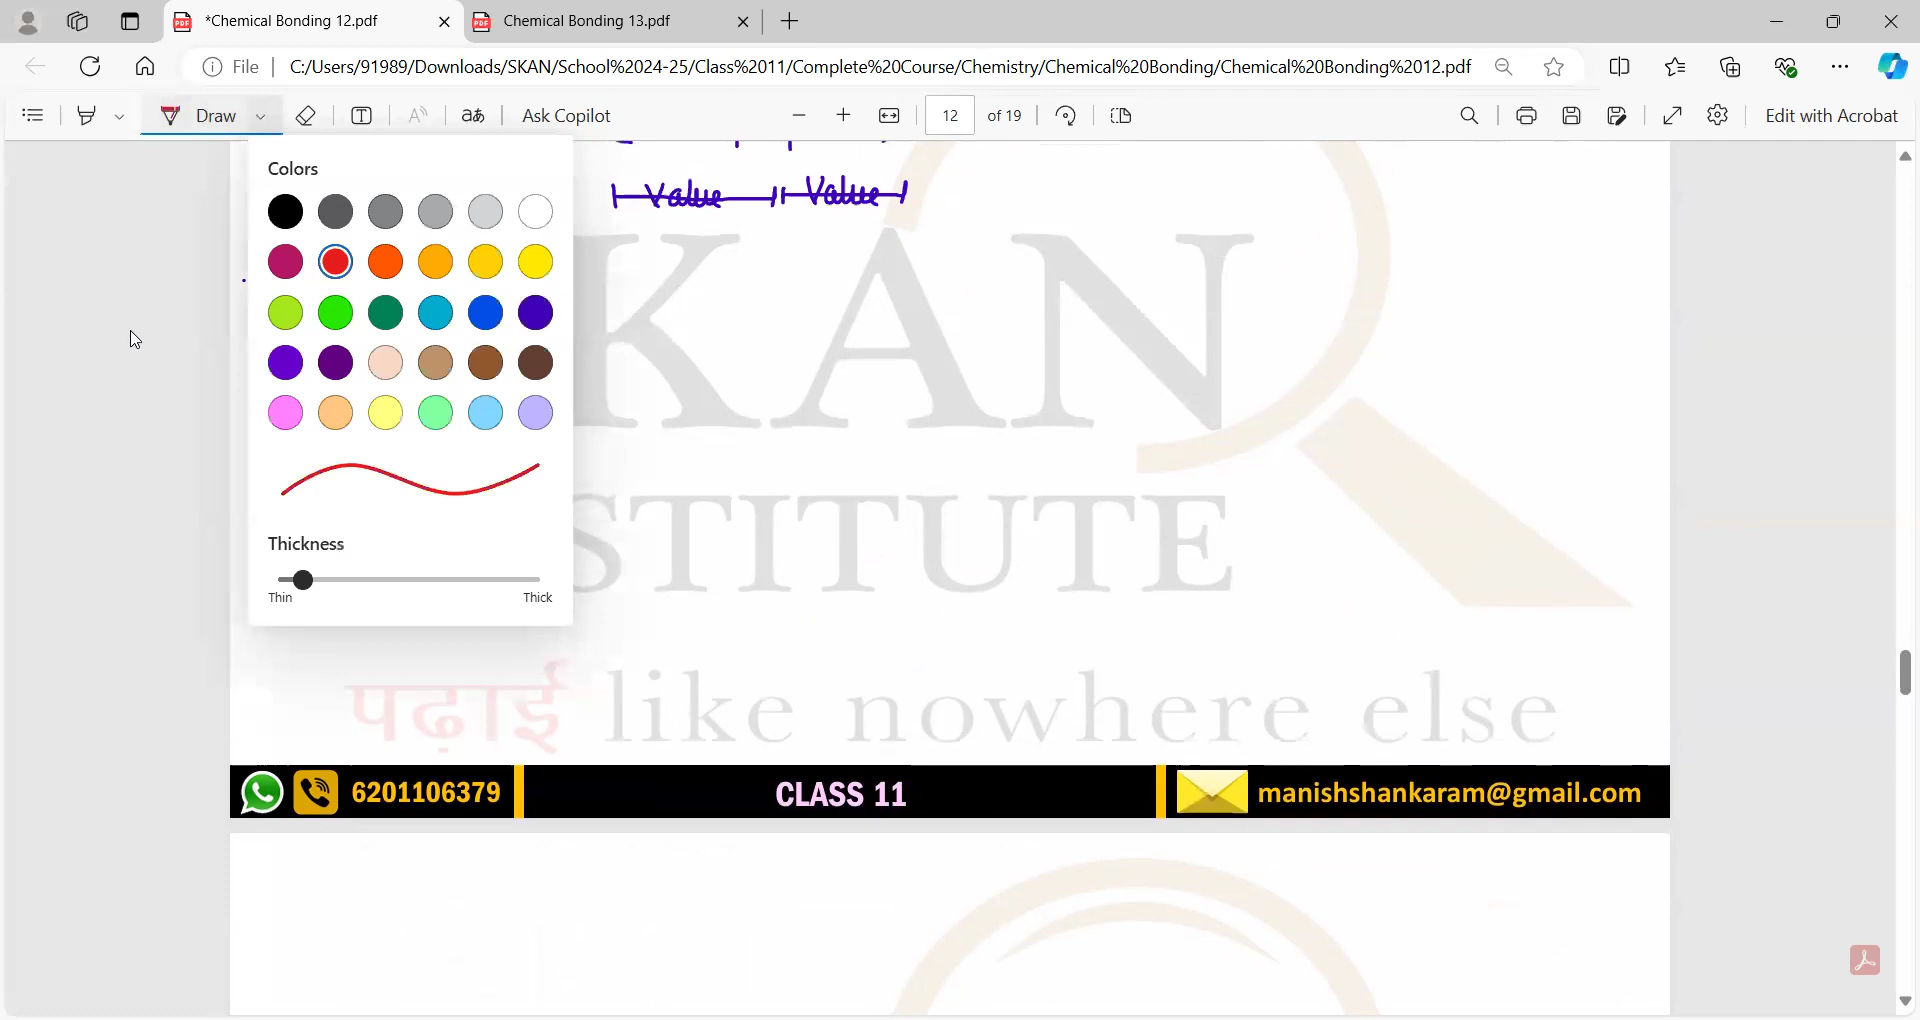 *Chemical Bonding 12.pdf
Chemical Bonding 13.pdf
File
C:/Users/91989/Downloads/SKAN/School%2024-25/Class%2011/Complete%20Course/Chemistry/Chemical%20Bonding/Chemical%20Bonding%2012.pdf
Draw
T
A
aあ
Ask Copilot
12
of 19
Edit with Acrobat
Colors
Value
Value
KAN
STITUTE
Thickness
Thin
Thick
पढ़ाई like nowhere else
6201106379
CLASS 11
manishshankaram@gmail.com